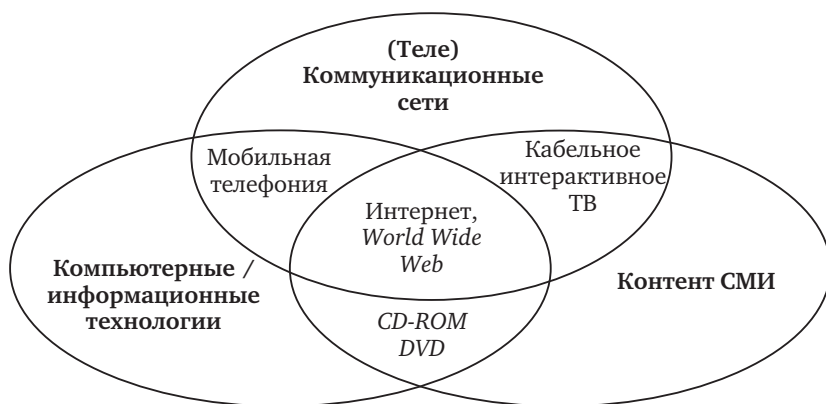 (Теле)
Коммуникационные
сети
Мобильная
телефония
Кабельное
интерактивное
ТВ
Интернет,
World Wide
Web
Компьютерные /
информационные
технологии
Контент СМИ
CD-ROM
DVD